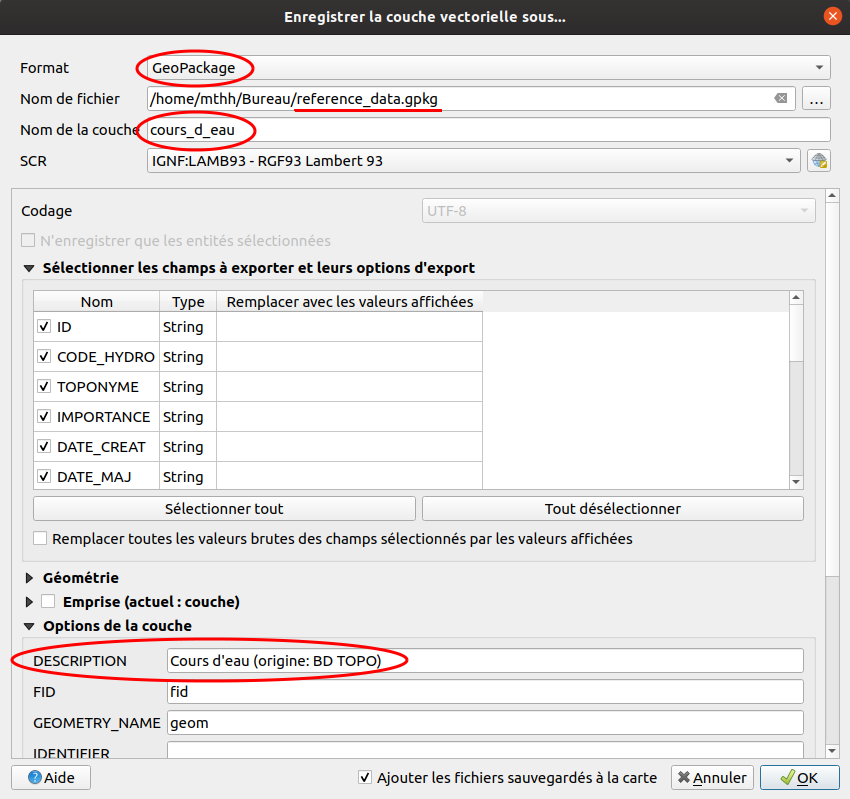 Enregistrer la couche vectorielle sous...
Format GeoPackage
Nom de fichier /home/mthh/Bureau/reference_data.gpkg ...
Nom de la couche cours_d_eau
SCR IGNF:LAMB93 - RGF93 Lambert 93
Codage UTF-8
N'enregistrer que les entités sélectionnées
Sélectionner les champs à exporter et leurs options d'export
Nom Type Remplacer avec les valeurs affichées
ID String
CODE_HYDRO String
TOPONYME String
IMPORTANCE String
DATE_CREAT String
DATE_MAJ String
Sélectionner tout Tout désélectionner
Remplacer toutes les valeurs brutes des champs sélectionnés par les valeurs affichées
Géométrie
Emprise (actuel : couche)
Options de la couche
DESCRIPTION Cours d'eau (origine: BD TOPO)
FID fid
GEOMETRY_NAME geom
IDENTIFIER
Aide Ajouter les fichiers sauvegardés à la carte Annuler OK